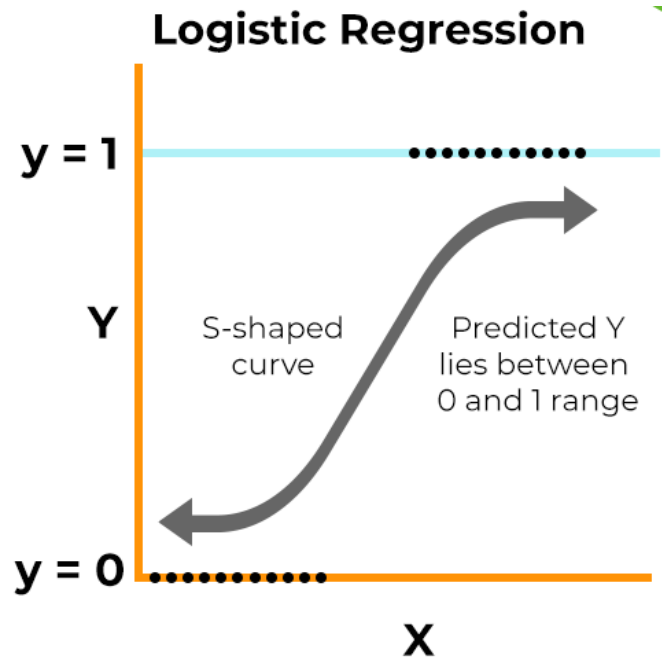 Logistic Regression
y = 1
Y
S-shaped
curve
Predicted Y
lies between
0 and 1 range
y = 0
X